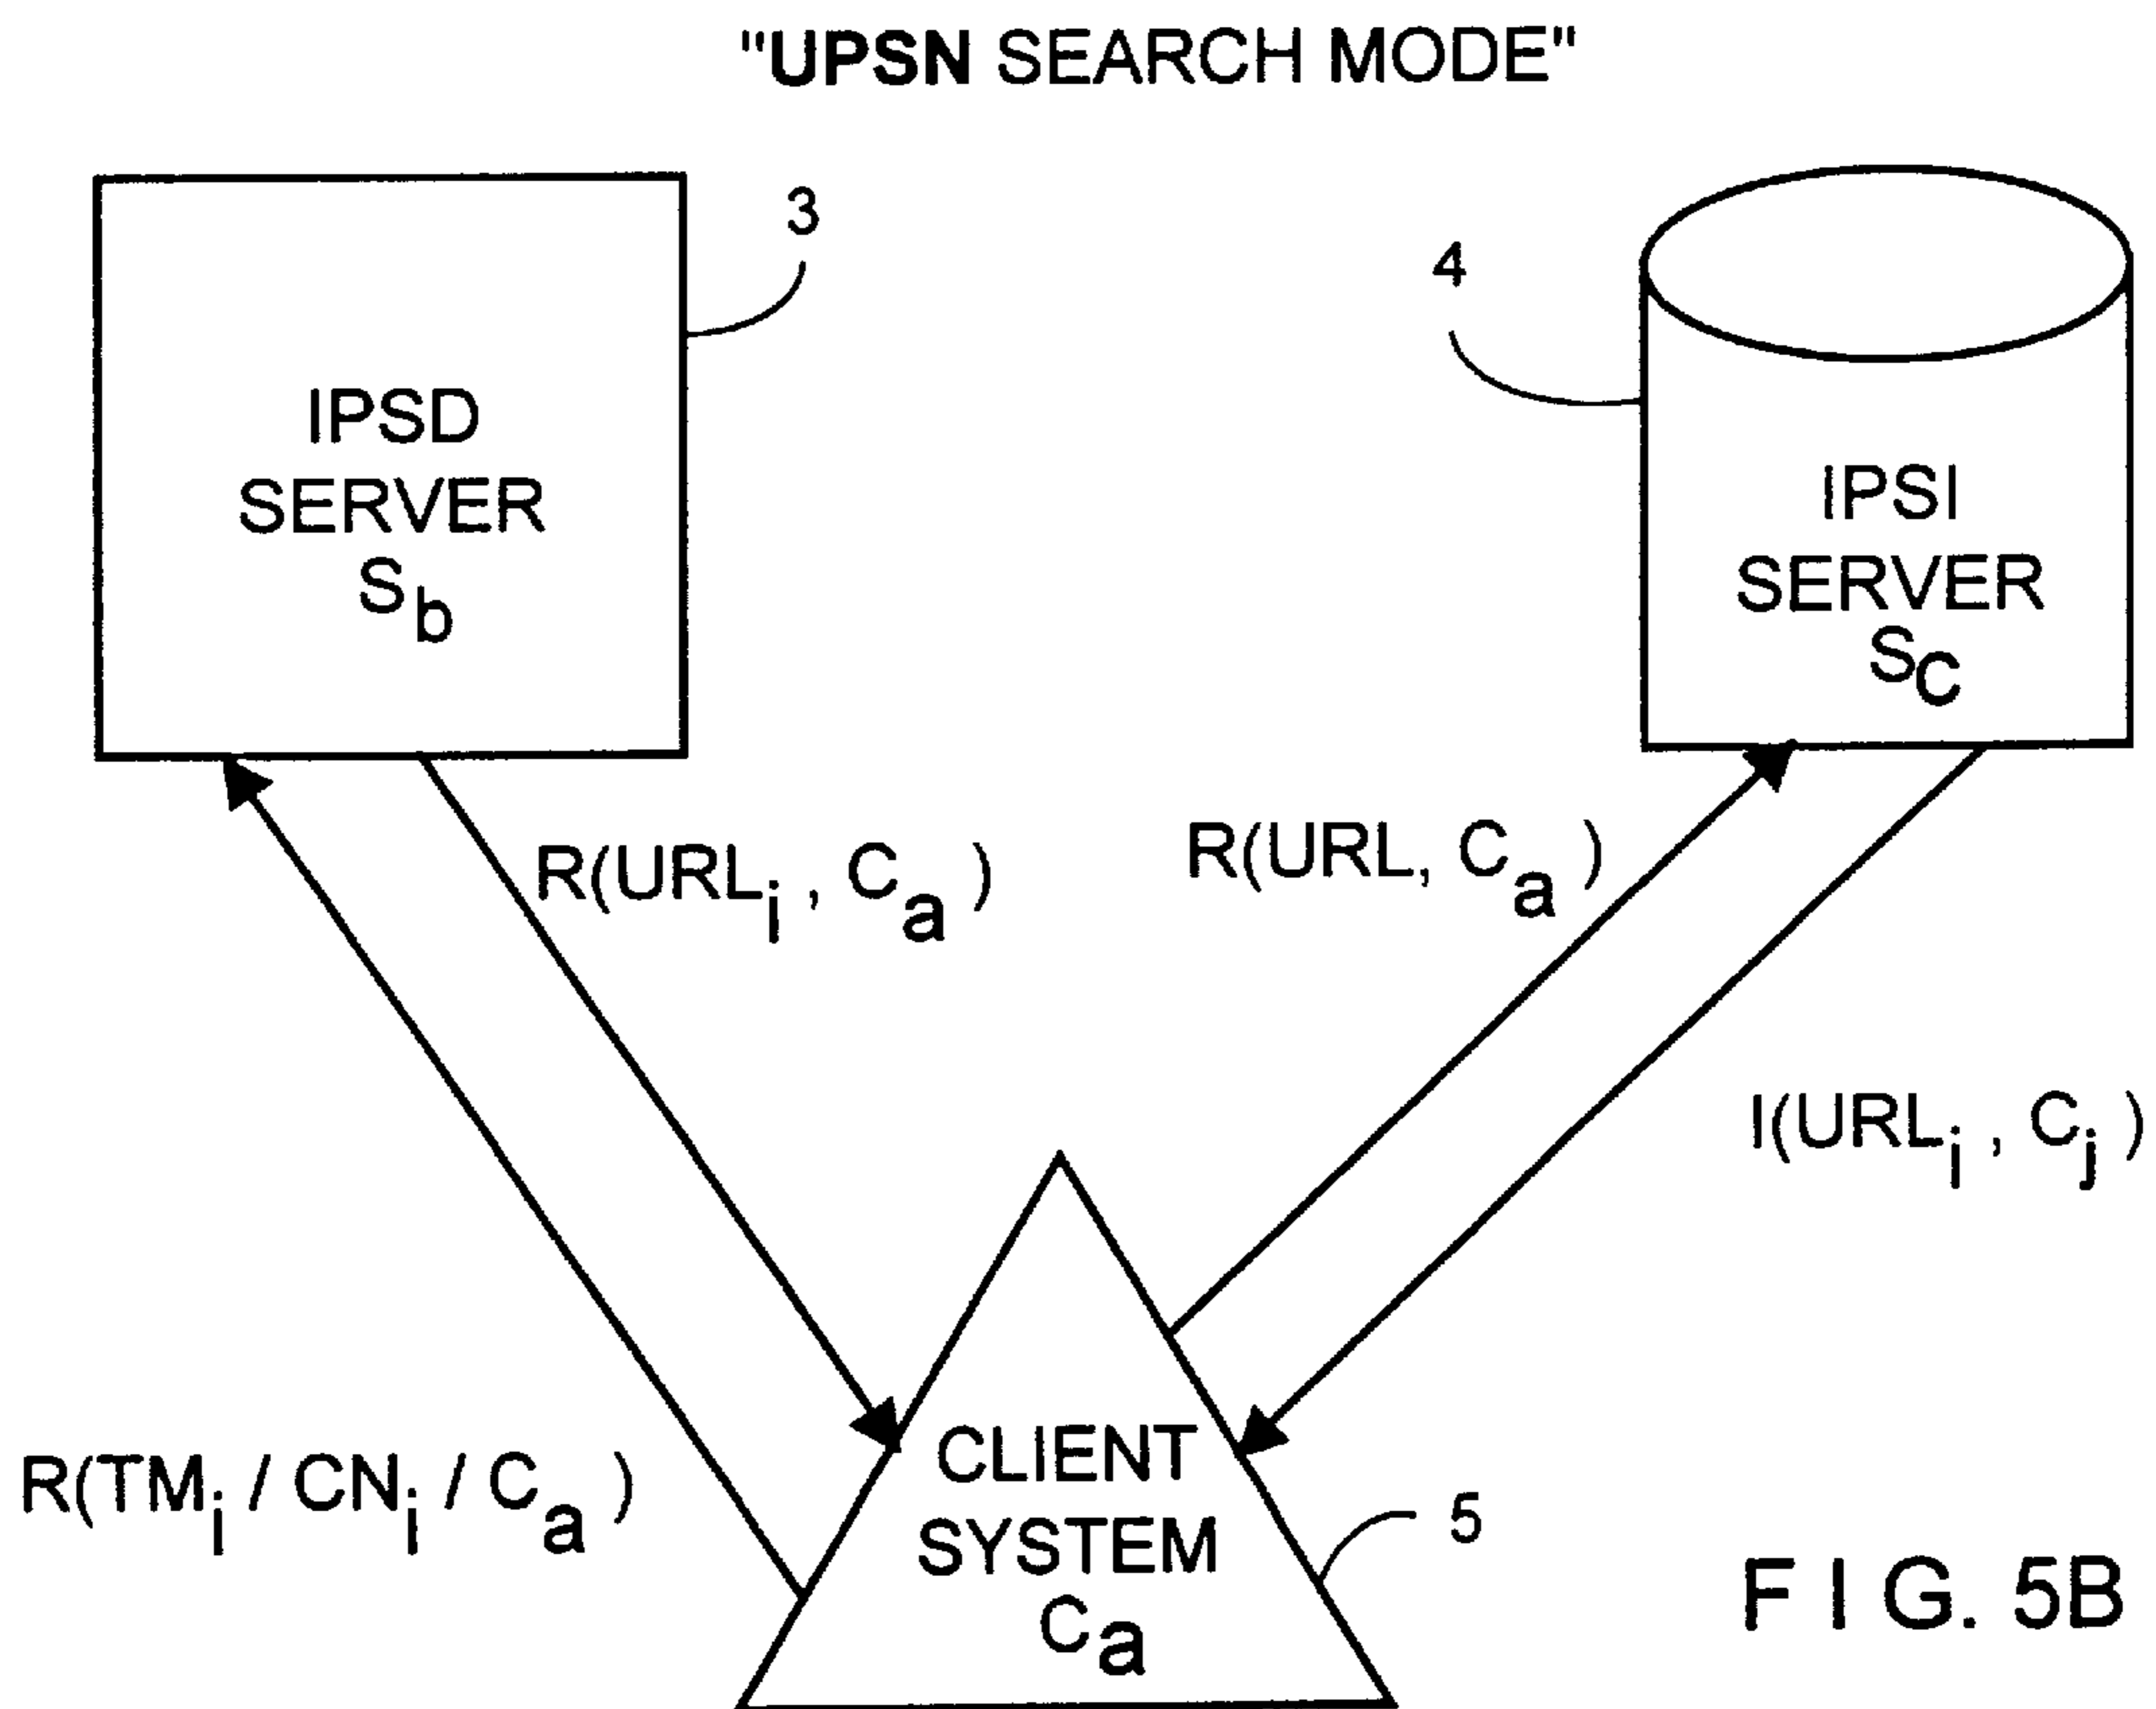 "UPSN SEARCH MODE"
3
4
IPSD
SERVER
Sb
IPSI
SERVER
SC
R(URLi, Ca)
R(URL, Ca)
I(URLi, Cj)
R(TMi / CNi / Ca)
CLIENT
SYSTEM
Ca
5
FIG. 5B